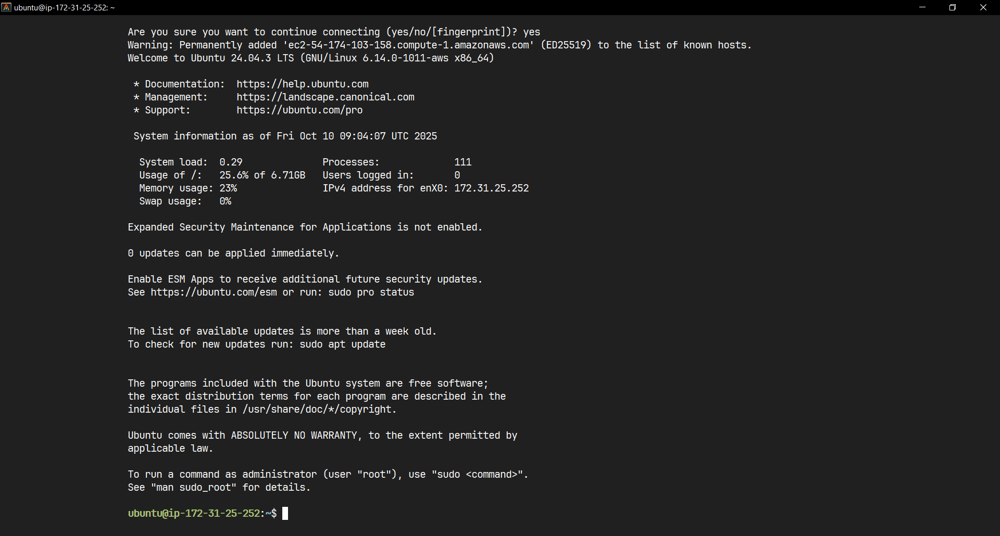 ubuntu@ip-172-31-25-252: ~
Are you sure you want to continue connecting (yes/no/[fingerprint])? yes
Warning: Permanently added 'ec2-54-174-103-158.compute-1.amazonaws.com' (ED25519) to the list of known hosts.
Welcome to Ubuntu 24.04.3 LTS (GNU/Linux 6.14.0-1011-aws x86_64)

 * Documentation:  https://help.ubuntu.com
 * Management:     https://landscape.canonical.com
 * Support:        https://ubuntu.com/pro

 System information as of Fri Oct 10 09:04:07 UTC 2025

  System load:  0.29              Processes:             111
  Usage of /:   25.6% of 6.71GB   Users logged in:       0
  Memory usage: 23%               IPv4 address for enX0: 172.31.25.252
  Swap usage:   0%

Expanded Security Maintenance for Applications is not enabled.

0 updates can be applied immediately.

Enable ESM Apps to receive additional future security updates.
See https://ubuntu.com/esm or run: sudo pro status


The list of available updates is more than a week old.
To check for new updates run: sudo apt update


The programs included with the Ubuntu system are free software;
the exact distribution terms for each program are described in the
individual files in /usr/share/doc/*/copyright.

Ubuntu comes with ABSOLUTELY NO WARRANTY, to the extent permitted by
applicable law.

To run a command as administrator (user "root"), use "sudo <command>".
See "man sudo_root" for details.

ubuntu@ip-172-31-25-252:~$